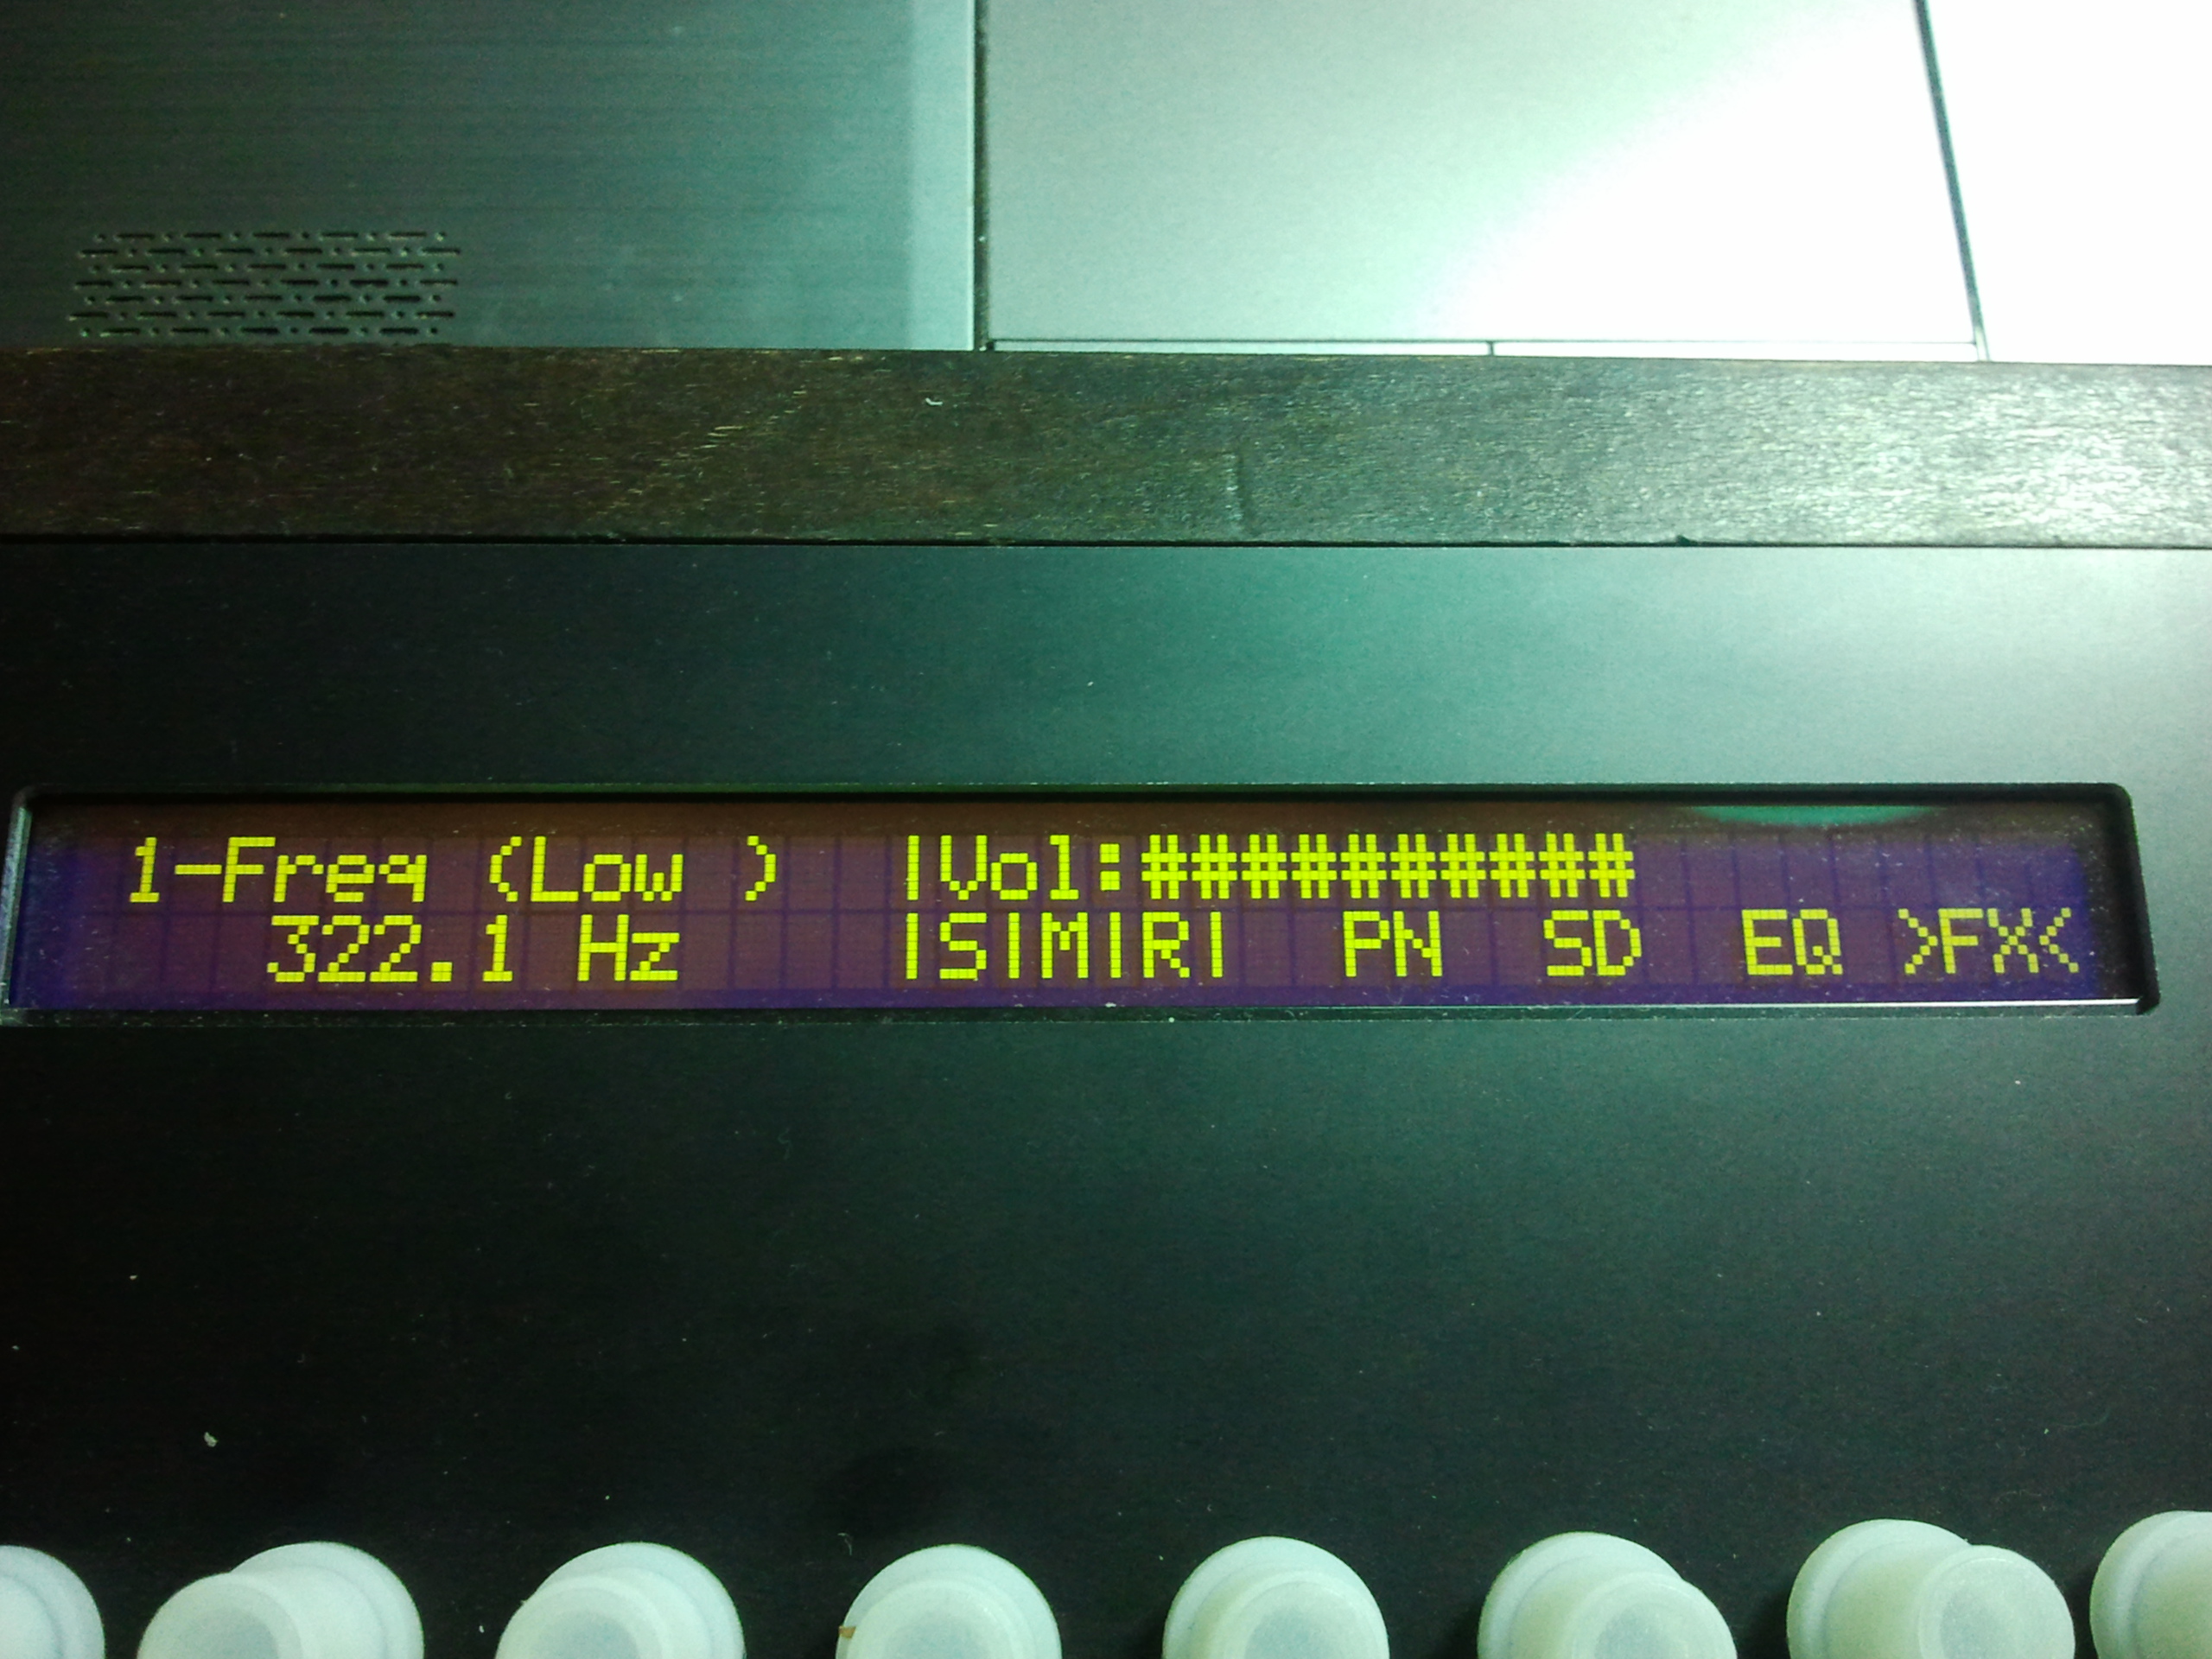 1-Freq (Low ) |Vol:##########
322.1 Hz |S|M|R| PN SD EQ >FX<